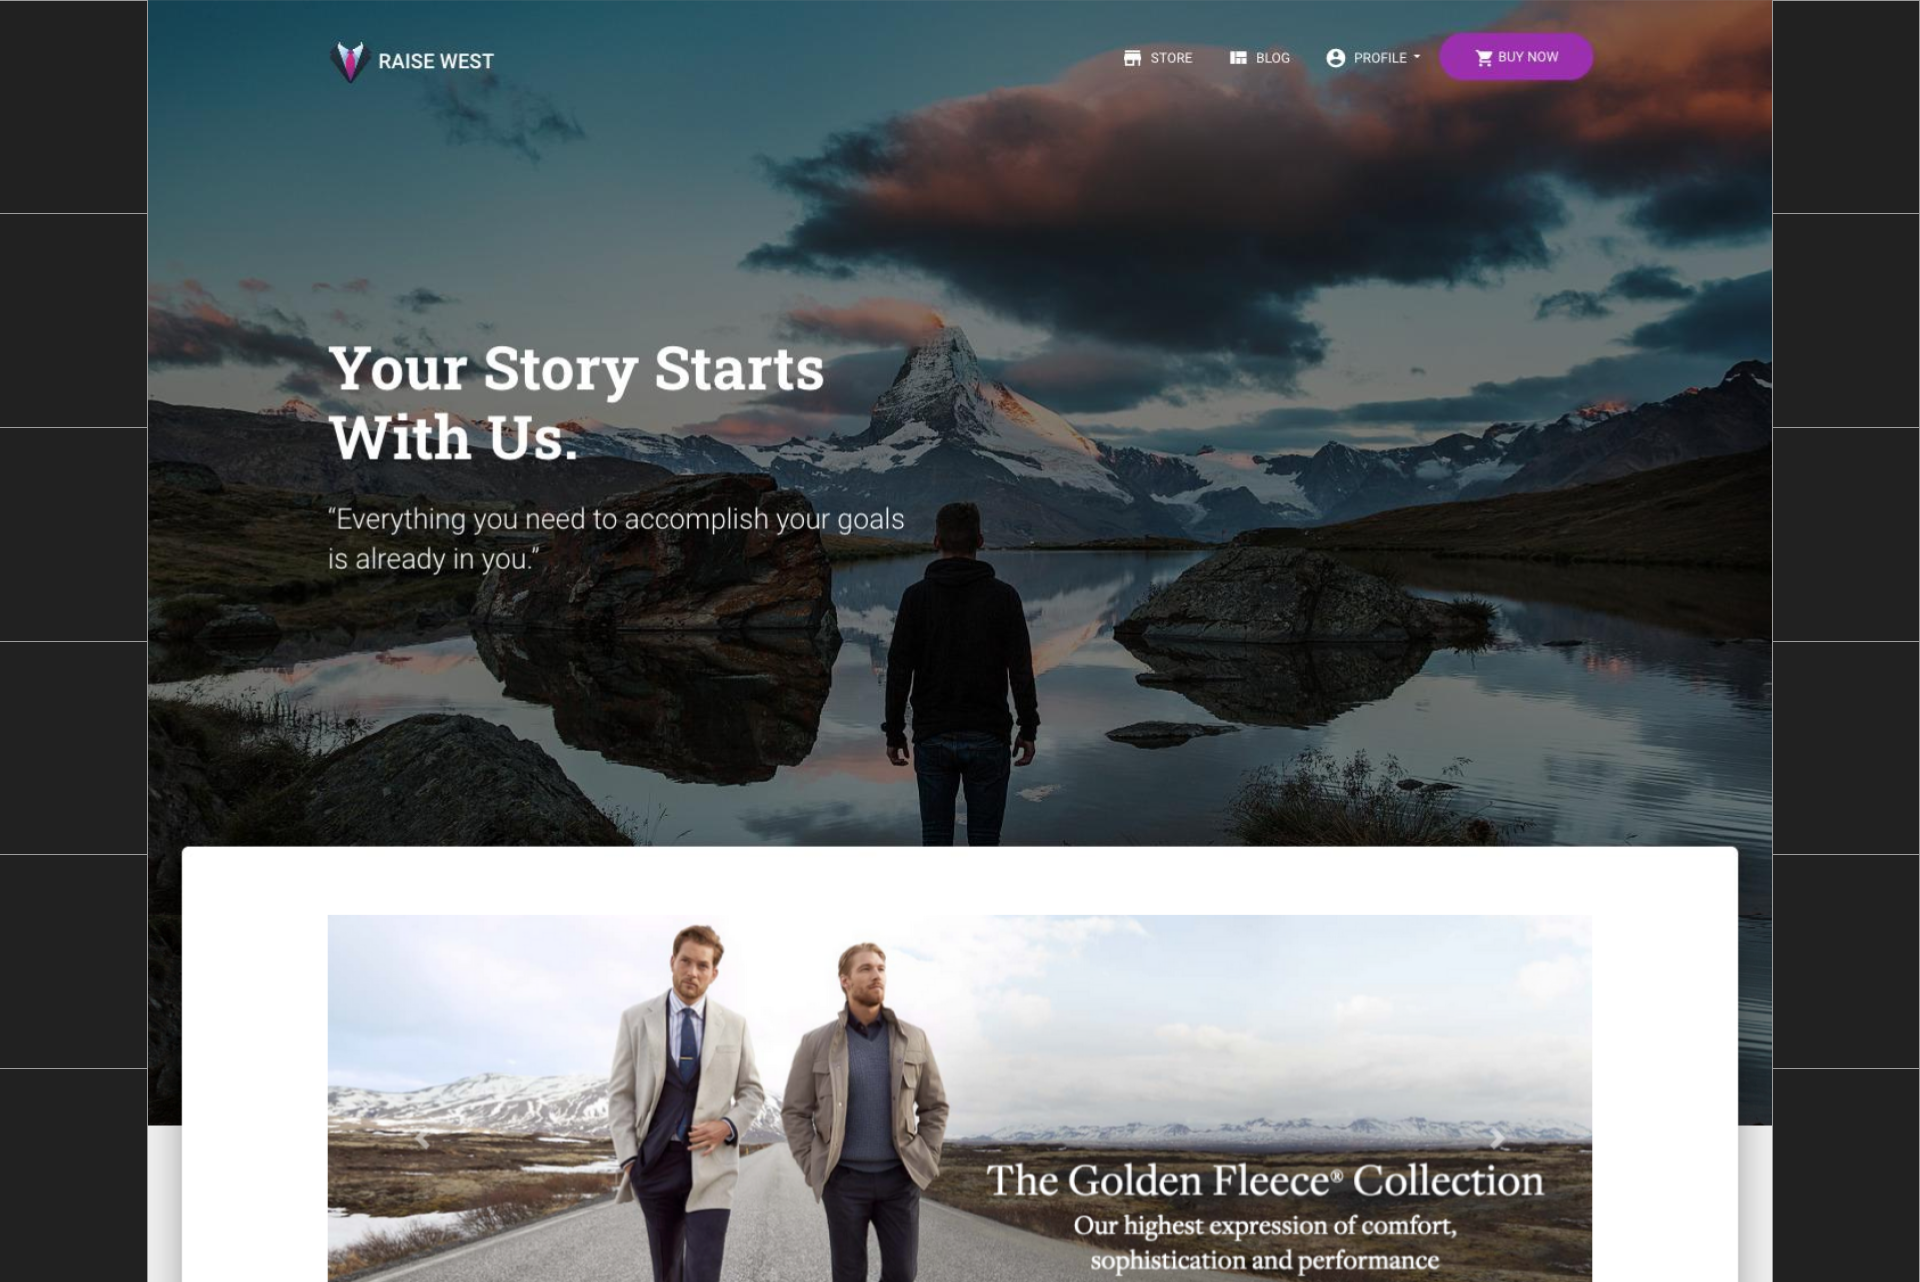 RAISE WEST
STORE
BLOG
PROFILE
BUY NOW
Your Story Starts
With Us.
“Everything you need to accomplish your goals
is already in you.”
The Golden Fleece® Collection
Our highest expression of comfort,
sophistication and performance